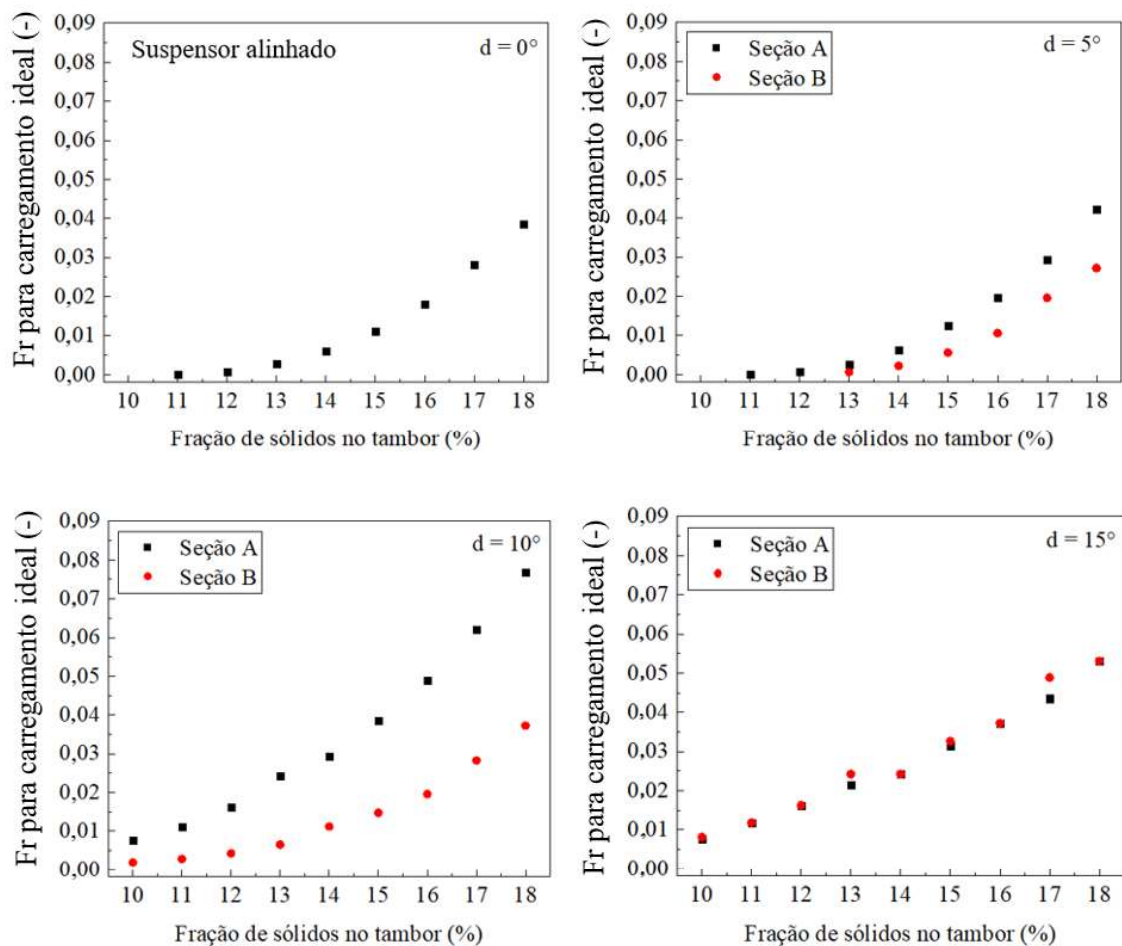 Suspensor alinhado
d = 0°
Fr para carregamento ideal (-)
0,09
0,08
0,07
0,06
0,05
0,04
0,03
0,02
0,01
0,00
10 11 12 13 14 15 16 17 18
Fração de sólidos no tambor (%)
Seção A
Seção B
d = 5°
Fr para carregamento ideal (-)
0,09
0,08
0,07
0,06
0,05
0,04
0,03
0,02
0,01
0,00
10 11 12 13 14 15 16 17 18
Fração de sólidos no tambor (%)
Seção A
Seção B
d = 10°
Fr para carregamento ideal (-)
0,09
0,08
0,07
0,06
0,05
0,04
0,03
0,02
0,01
0,00
10 11 12 13 14 15 16 17 18
Fração de sólidos no tambor (%)
Seção A
Seção B
d = 15°
Fr para carregamento ideal (-)
0,09
0,08
0,07
0,06
0,05
0,04
0,03
0,02
0,01
0,00
10 11 12 13 14 15 16 17 18
Fração de sólidos no tambor (%)